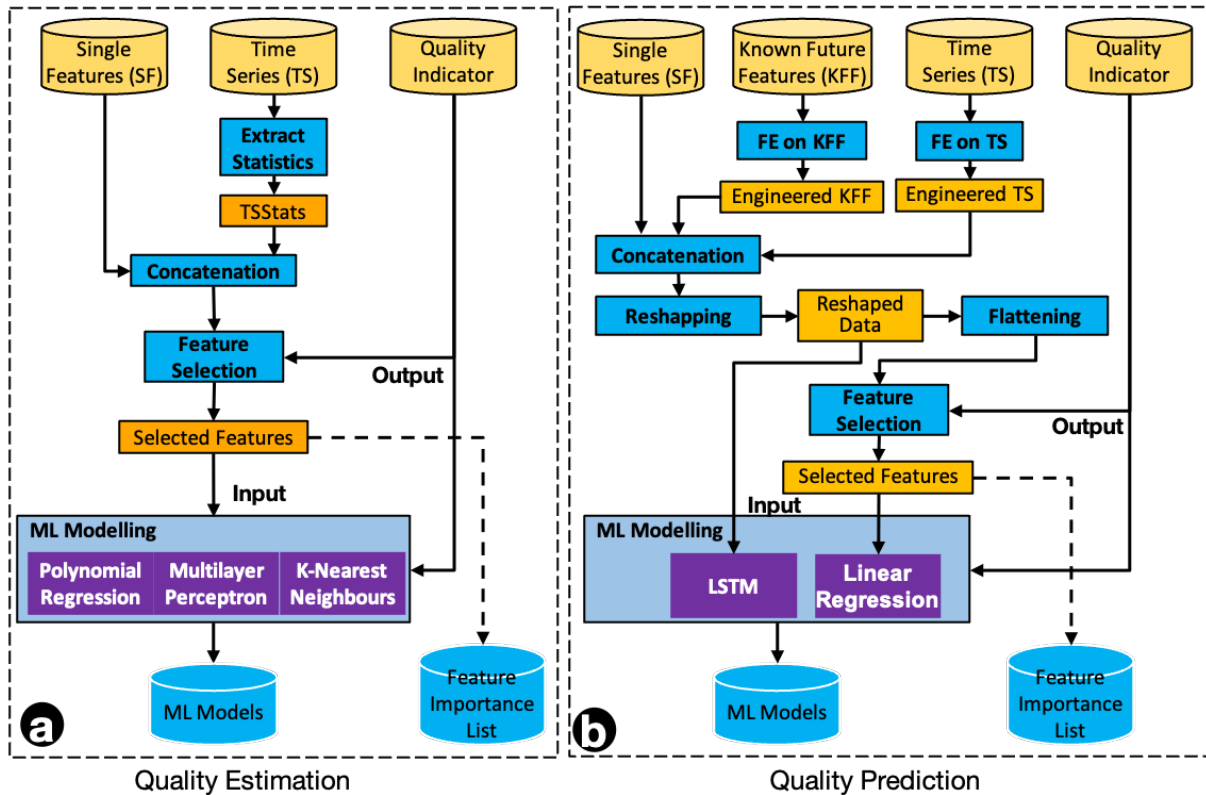 Single
Features (SF)
Time
Series (TS)
Quality
Indicator
Extract
Statistics
TSStats
Concatenation
Feature
Selection
Output
Selected Features
Input
ML Modelling
Polynomial
Regression
Multilayer
Perceptron
K-Nearest
Neighbours
ML Models
Feature
Importance
List
a
Quality Estimation
Single
Features (SF)
Known Future
Features (KFF)
Time
Series (TS)
Quality
Indicator
FE on KFF
FE on TS
Engineered KFF
Engineered TS
Concatenation
Reshapping
Reshaped
Data
Flattening
Feature
Selection
Output
Selected Features
Input
ML Modelling
LSTM
Linear
Regression
ML Models
Feature
Importance
List
b
Quality Prediction